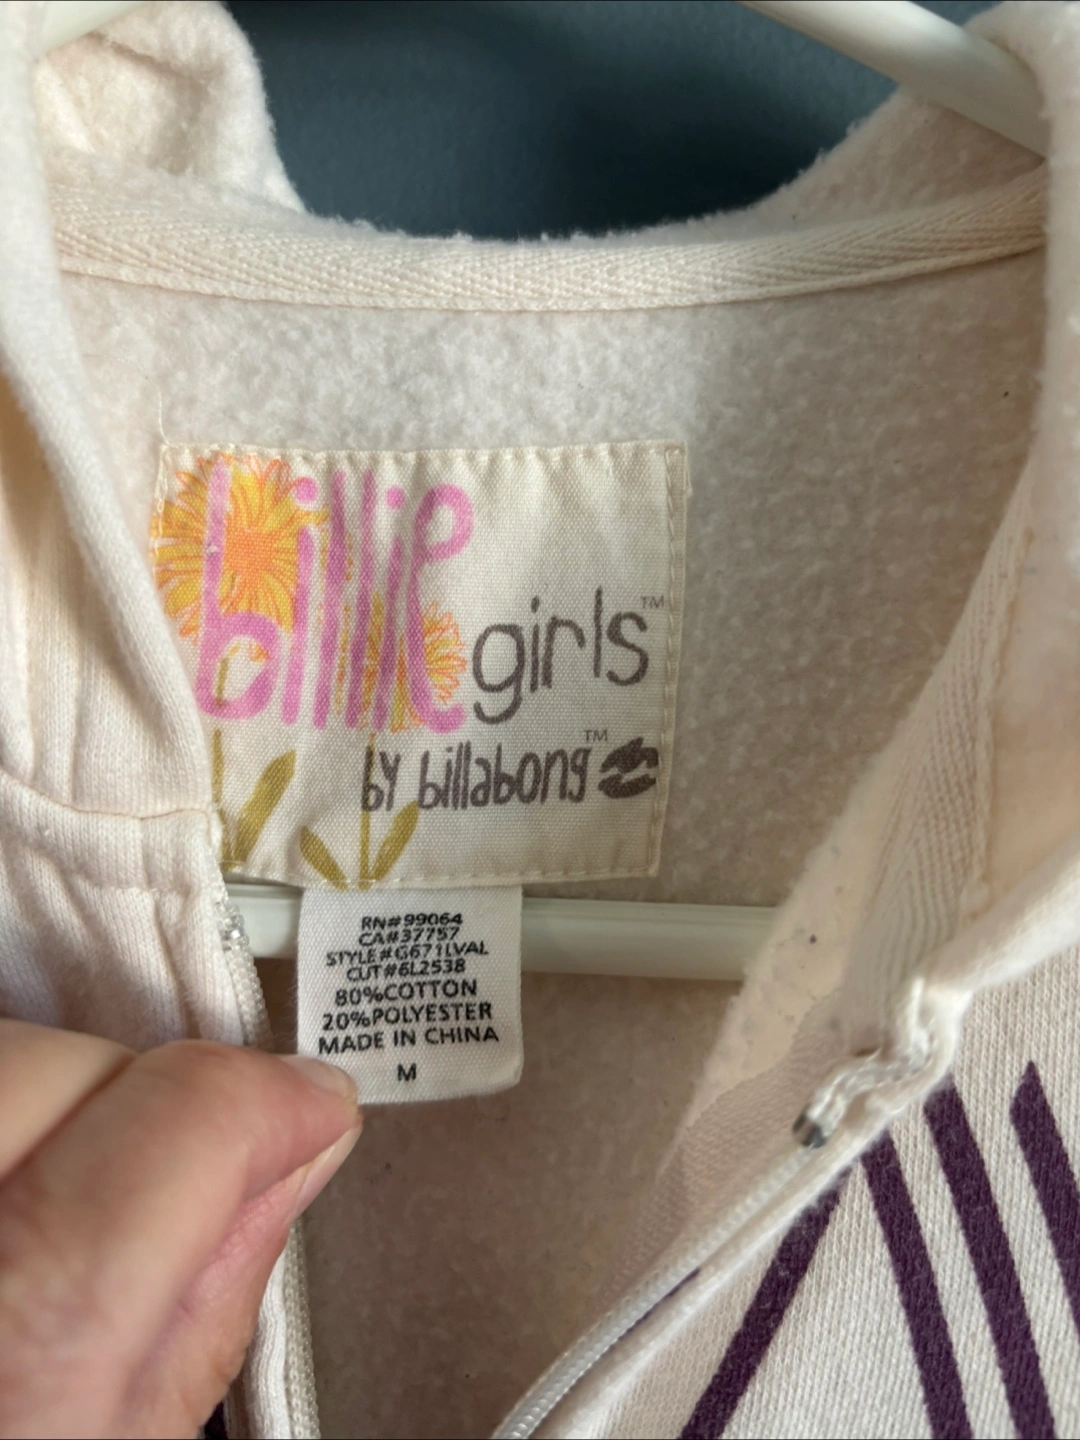 billie
girls™
by billabong™
RN#99064
CA#37757
STYLE#G671LVAL
CUT#6L2538
80%COTTON
20%POLYESTER
MADE IN CHINA
M